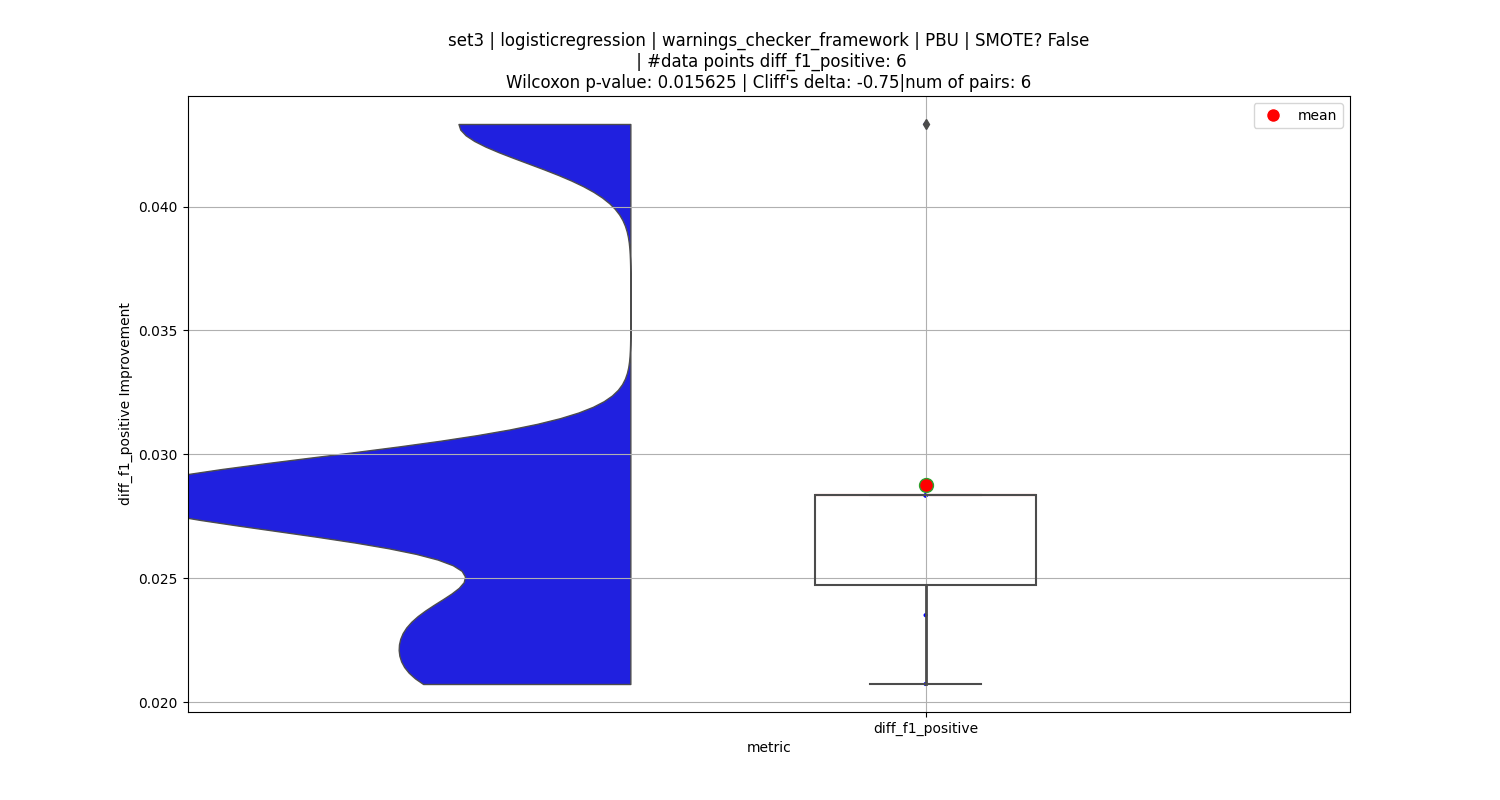 set3 | logisticregression | warnings_checker_framework | PBU | SMOTE? False
| #data points diff_f1_positive: 6
Wilcoxon p-value: 0.015625 | Cliff's delta: -0.75|num of pairs: 6
mean
0.040
0.035
0.030
0.025
0.020
diff_f1_positive Improvement
diff_f1_positive
metric